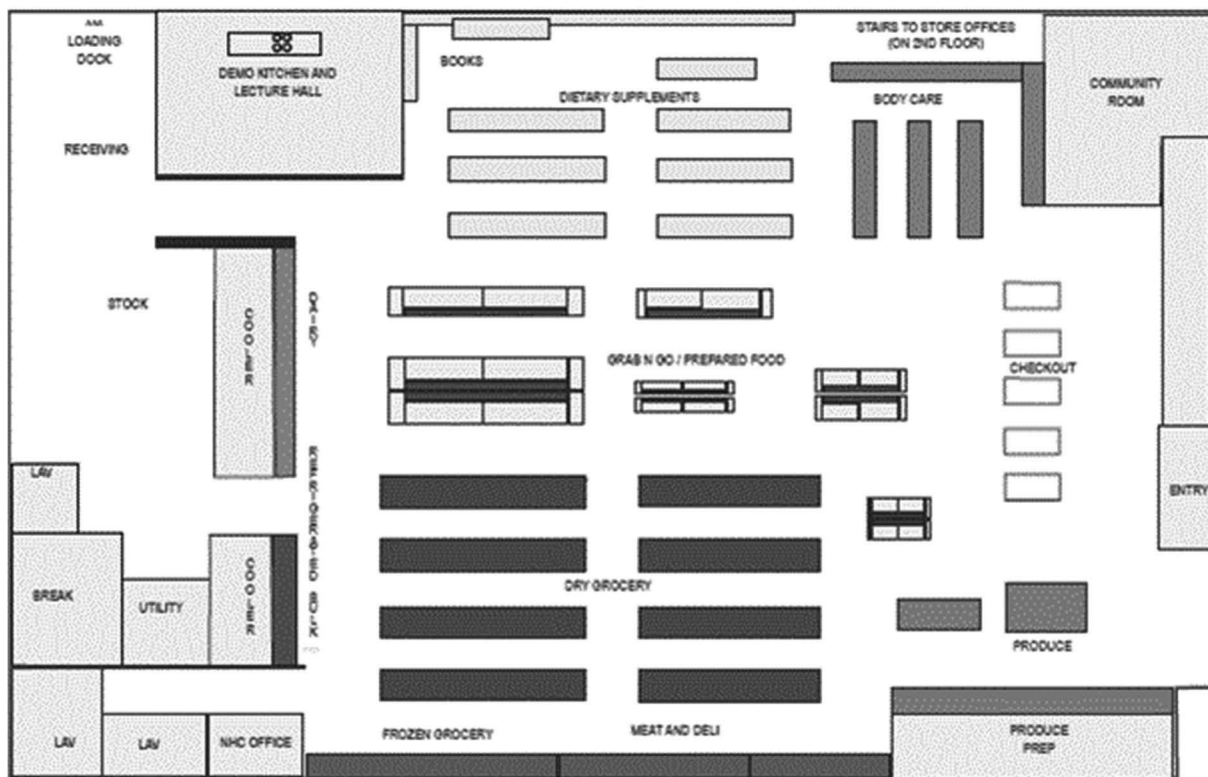 LOADING
DOCK
DEMO KITCHEN AND
LECTURE HALL
BOOKS
DIETARY SUPPLEMENTS
STAIRS TO STORE OFFICES
(ON 2ND FLOOR)
BODY CARE
COMMUNITY
ROOM
RECEIVING
STOCK
COOLER
DAIRY
GRAB N GO / PREPARED FOOD
CHECKOUT
ENTRY
LAV
REFRIGERATED BULK
BREAK
UTILITY
COOLER
DRY GROCERY
PRODUCE
LAV
LAV
NHC OFFICE
FROZEN GROCERY
MEAT AND DELI
PRODUCE
PREP